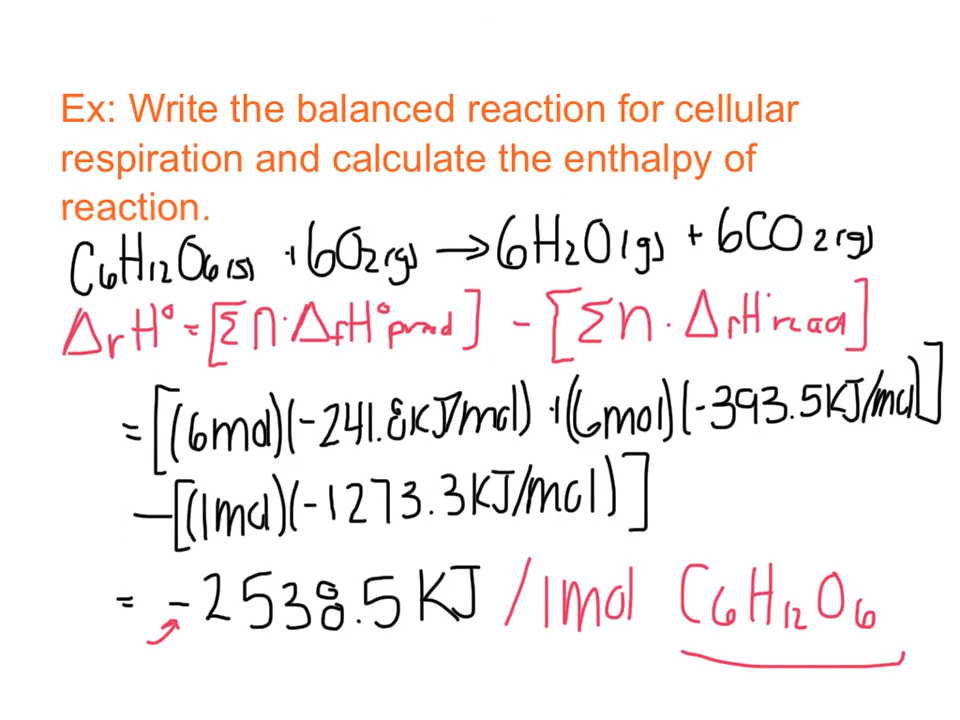 Ex: Write the balanced reaction for cellular
respiration and calculate the enthalpy of
reaction.
C₆H₁₂O₆(s) + 6O₂(g) → 6H₂O(g) + 6CO₂(g)
ΔrH° = [Σn·ΔfH°prod] - [Σn·ΔfH°react]
= [(6mol)(-241.8KJ/mol) + (6mol)(-393.5KJ/mol)]
-[(1mol)(-1273.3KJ/mol)]
= -2538.5KJ /1mol C₆H₁₂O₆